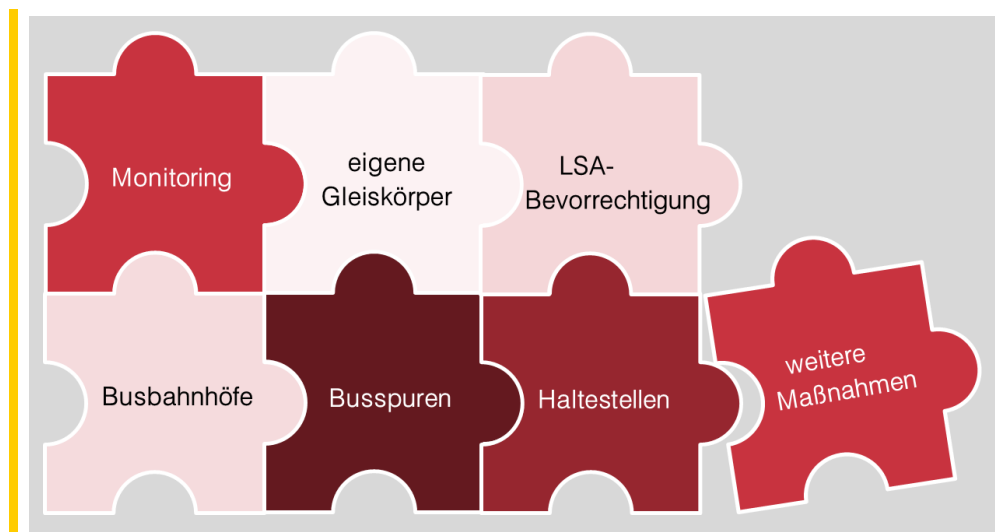 Monitoring
eigene
Gleiskörper
LSA-
Bevorrechtigung
Busbahnhöfe
Busspuren
Haltestellen
weitere
Maßnahmen